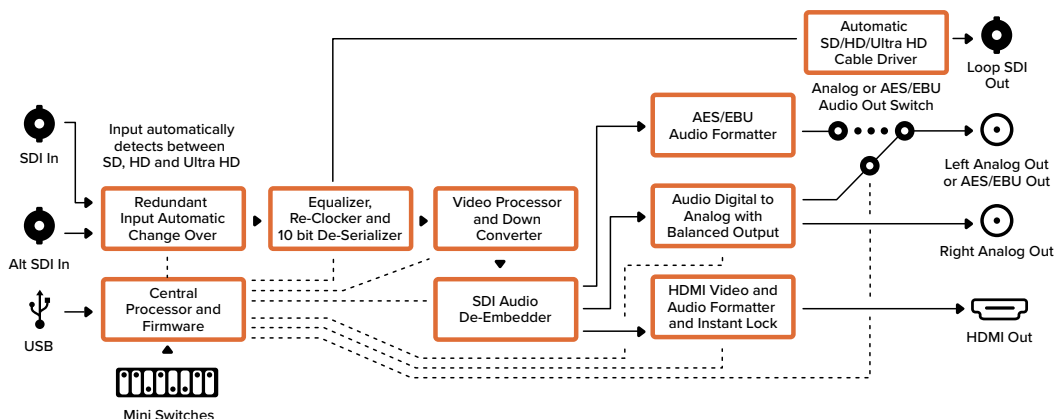 Automatic
SD/HD/Ultra HD
Cable Driver
Loop SDI
Out
Analog or AES/EBU
Audio Out Switch
SDI In
Input automatically
detects between
SD, HD and Ultra HD
AES/EBU
Audio Formatter
Left Analog Out
or AES/EBU Out
Alt SDI In
Redundant
Input Automatic
Change Over
Equalizer,
Re-Clocker and
10 bit De-Serializer
Video Processor
and Down
Converter
Audio Digital to
Analog with
Balanced Output
Right Analog Out
USB
Central
Processor and
Firmware
SDI Audio
De-Embedder
HDMI Video and
Audio Formatter
and Instant Lock
HDMI Out
Mini Switches